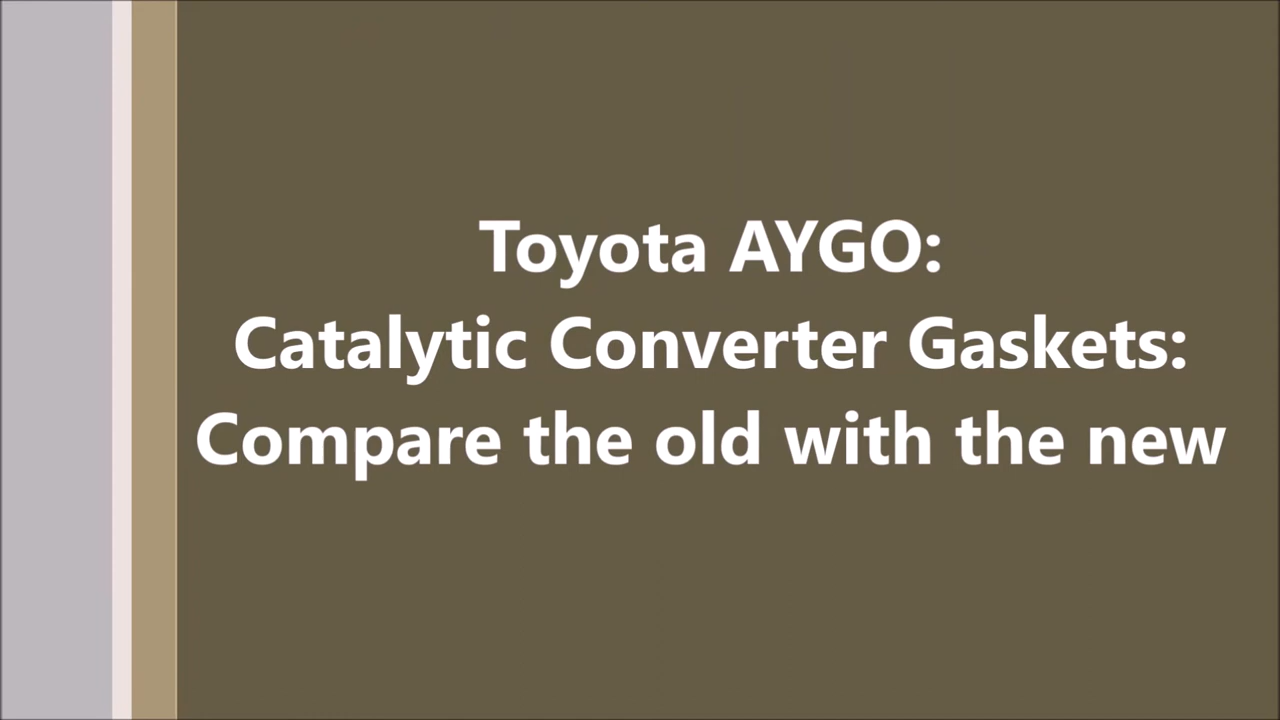 Toyota AYGO:
Catalytic Converter Gaskets:
Compare the old with the new